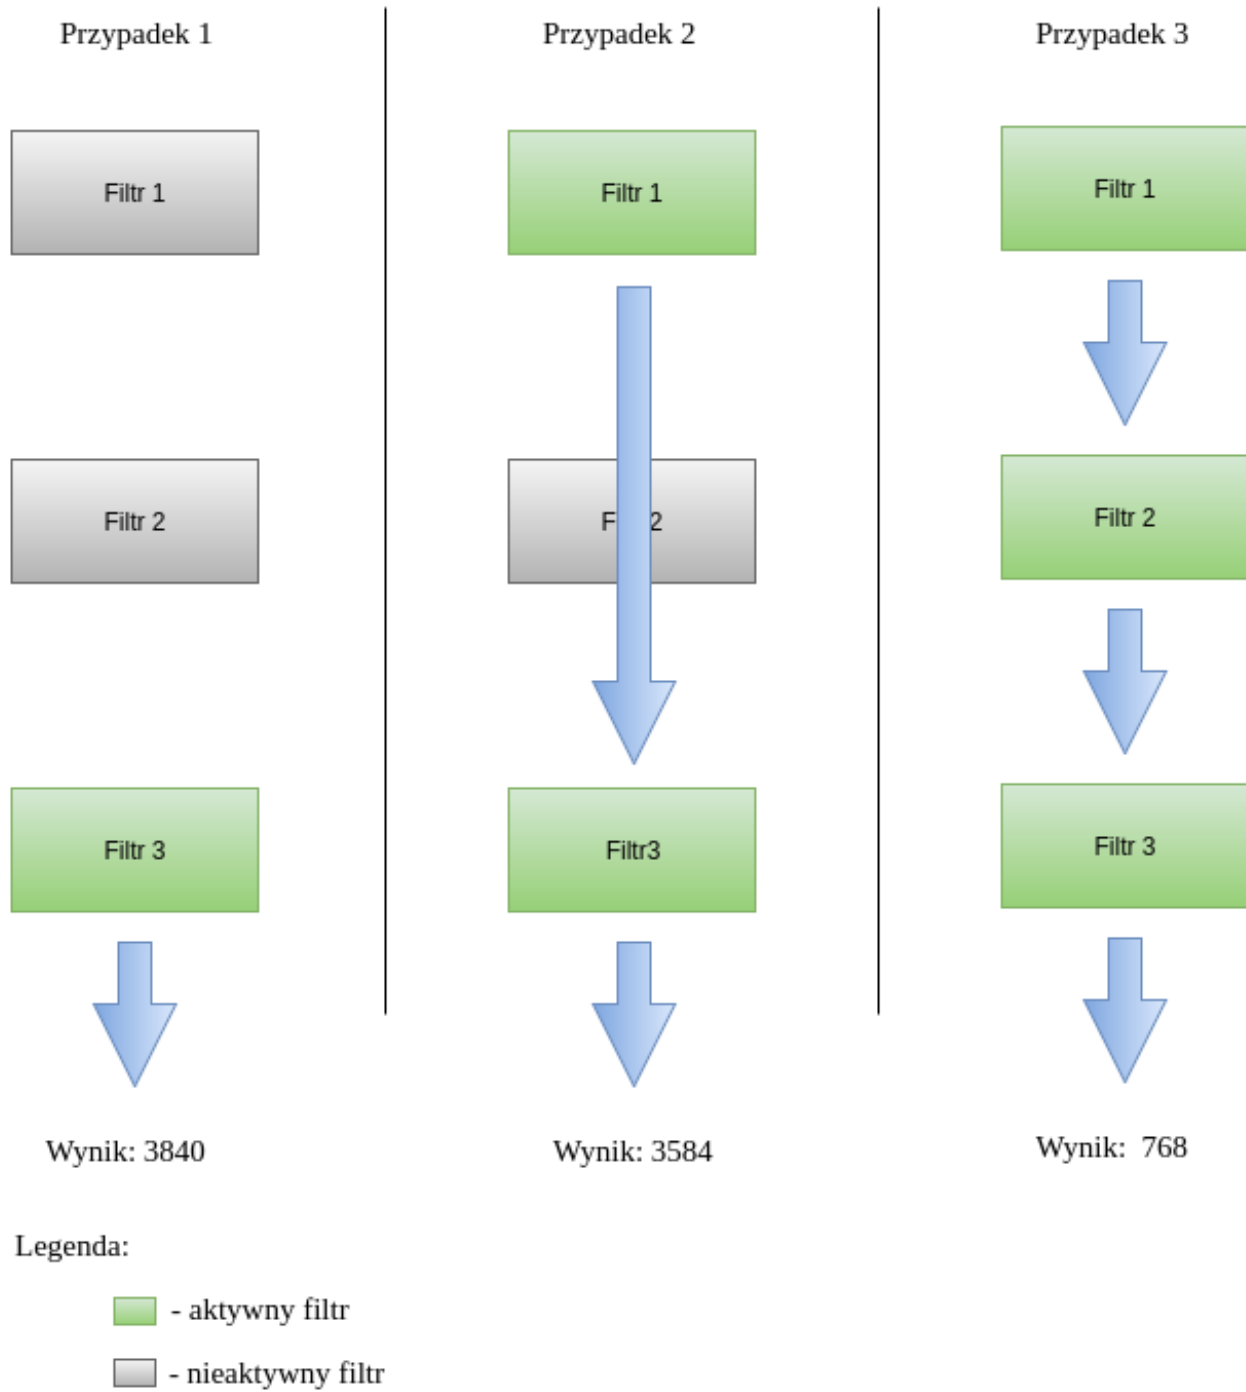 Przypadek 1
Przypadek 2
Przypadek 3
Filtr 1
Filtr 1
Filtr 1
Filtr 2
F 2
Filtr 2
Filtr 3
Filtr3
Filtr 3
Wynik: 3840
Wynik: 3584
Wynik: 768
Legenda:
- aktywny filtr
- nieaktywny filtr